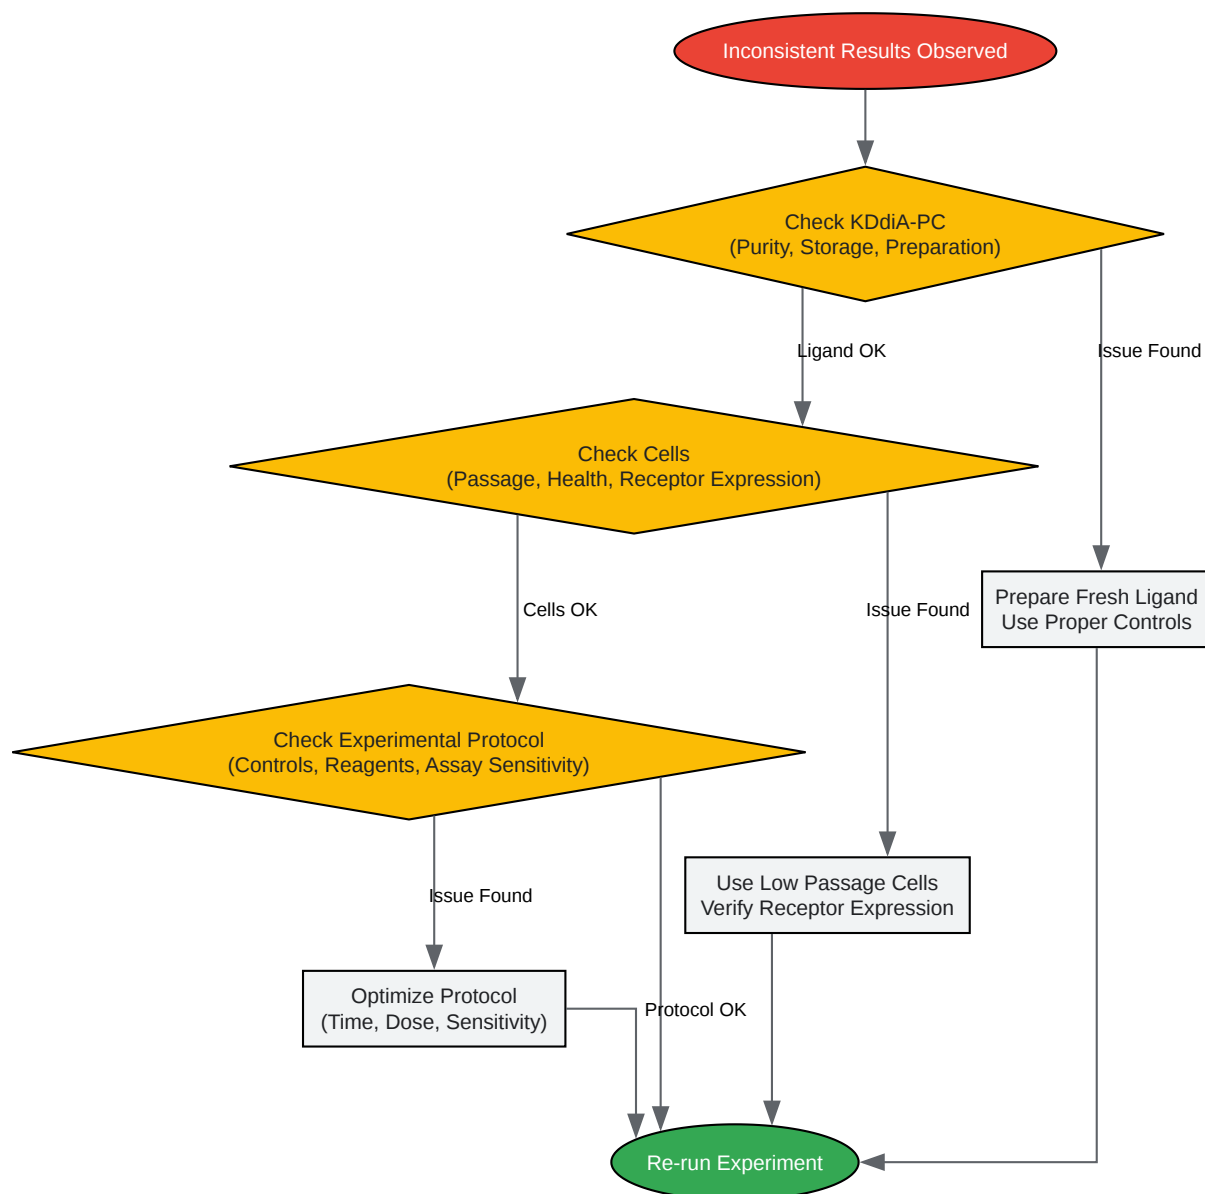 Inconsistent Results Observed
Check KDdiA-PC
(Purity, Storage, Preparation)
Ligand OK
Issue Found
Check Cells
(Passage, Health, Receptor Expression)
Cells OK
Issue Found
Prepare Fresh Ligand
Use Proper Controls
Check Experimental Protocol
(Controls, Reagents, Assay Sensitivity)
Issue Found
Use Low Passage Cells
Verify Receptor Expression
Optimize Protocol
(Time, Dose, Sensitivity)
Protocol OK
Re-run Experiment